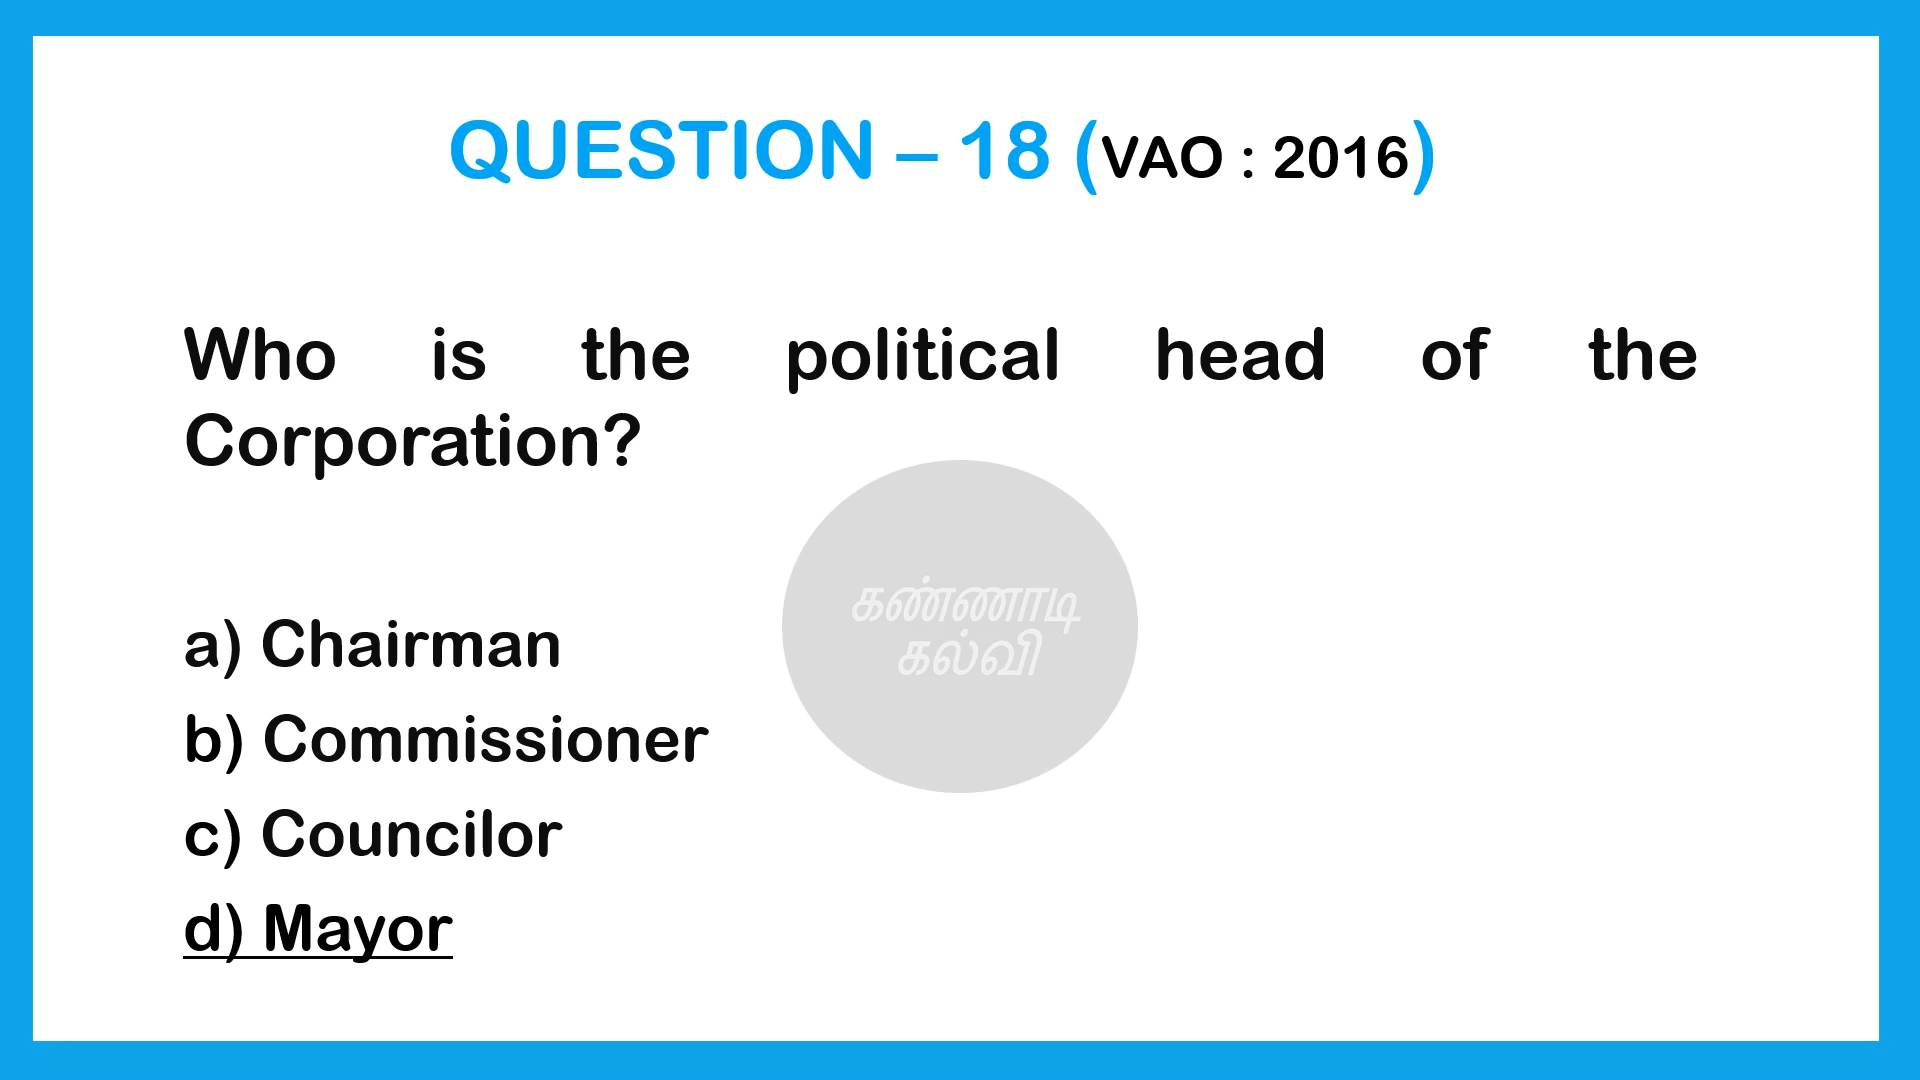 QUESTION – 18 (VAO : 2016)
Who is the political head of the
Corporation?
கண்ணாடி
கல்வி
a) Chairman
b) Commissioner
c) Councilor
d) Mayor